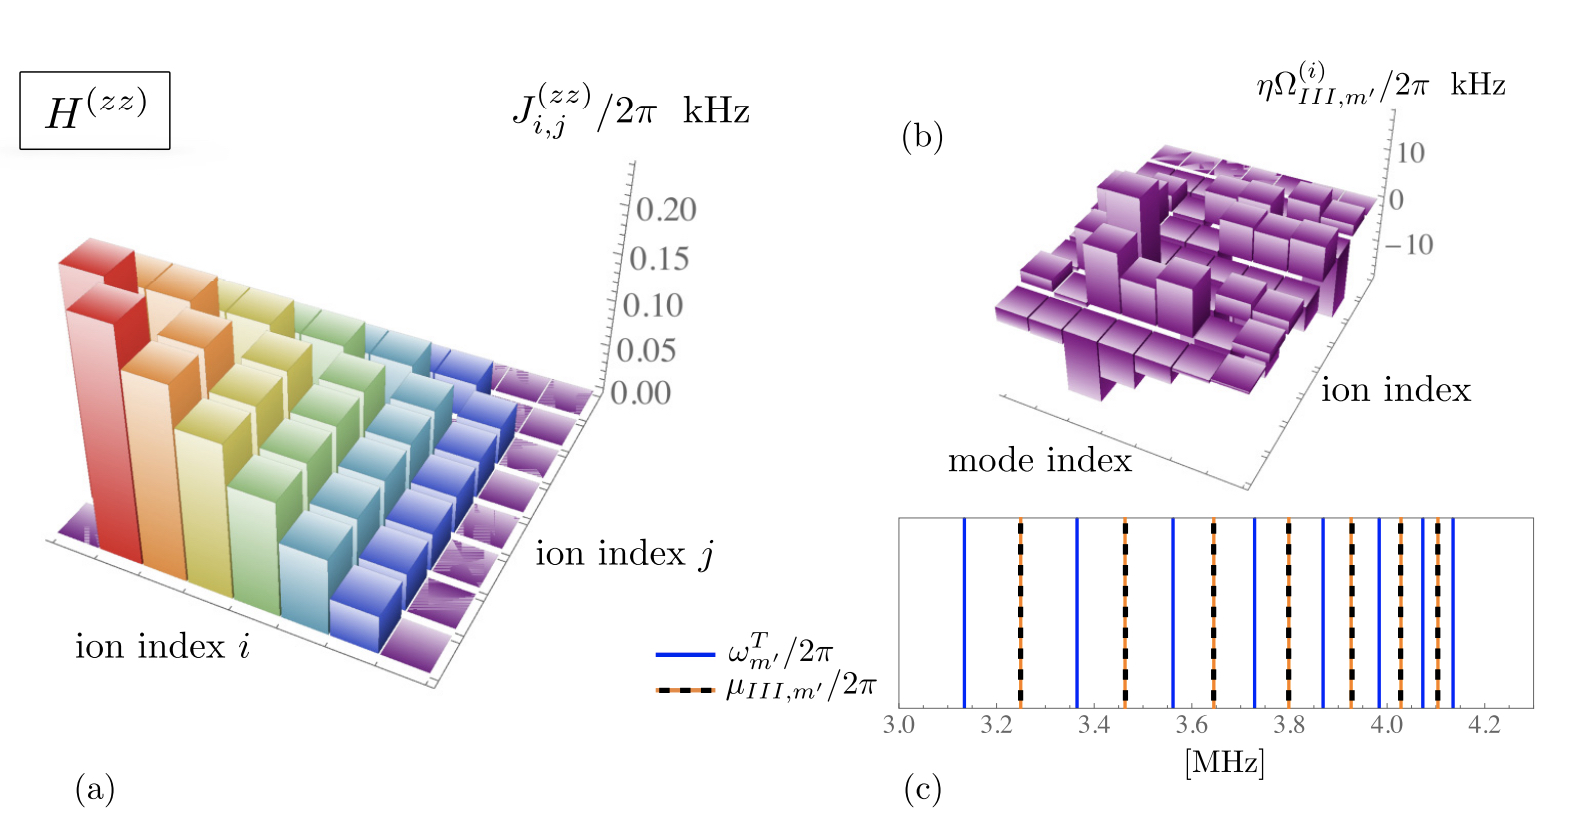 H^(zz)
J_{i,j}^{(zz)}/2π kHz
0.20
0.15
0.10
0.05
0.00
ion index i
ion index j
(a)
(b)
ηΩ_{III,m′}^{(i)}/2π kHz
10
0
−10
mode index
ion index
ω_{m′}^{T}/2π
μ_{III,m′}/2π
3.0 3.2 3.4 3.6 3.8 4.0 4.2
[MHz]
(c)